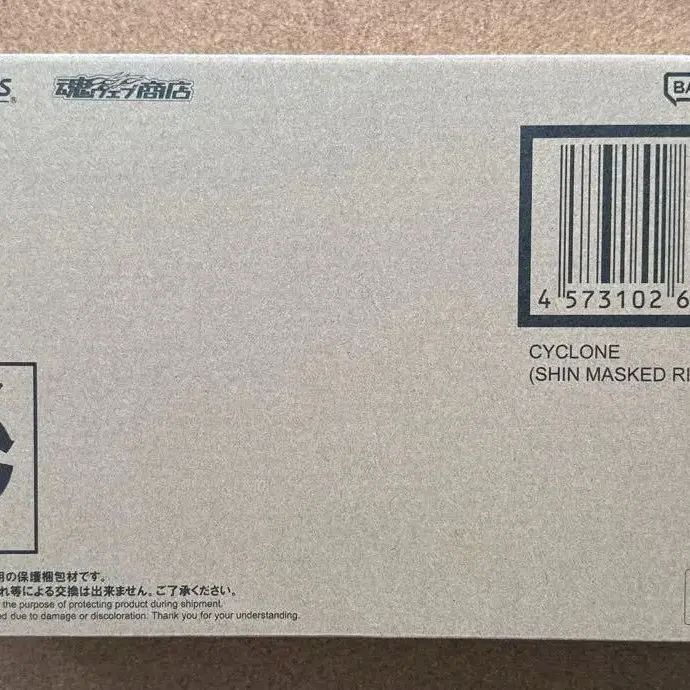 S®
魂ウェブ商店
BA
4 573102 6
CYCLONE
(SHIN MASKED RI
用の保護梱包材です。
れ等による交換は出来ません。ご了承ください。
the purpose of protecting product during shipment.
ed due to damage or discoloration. Thank you for your understanding.